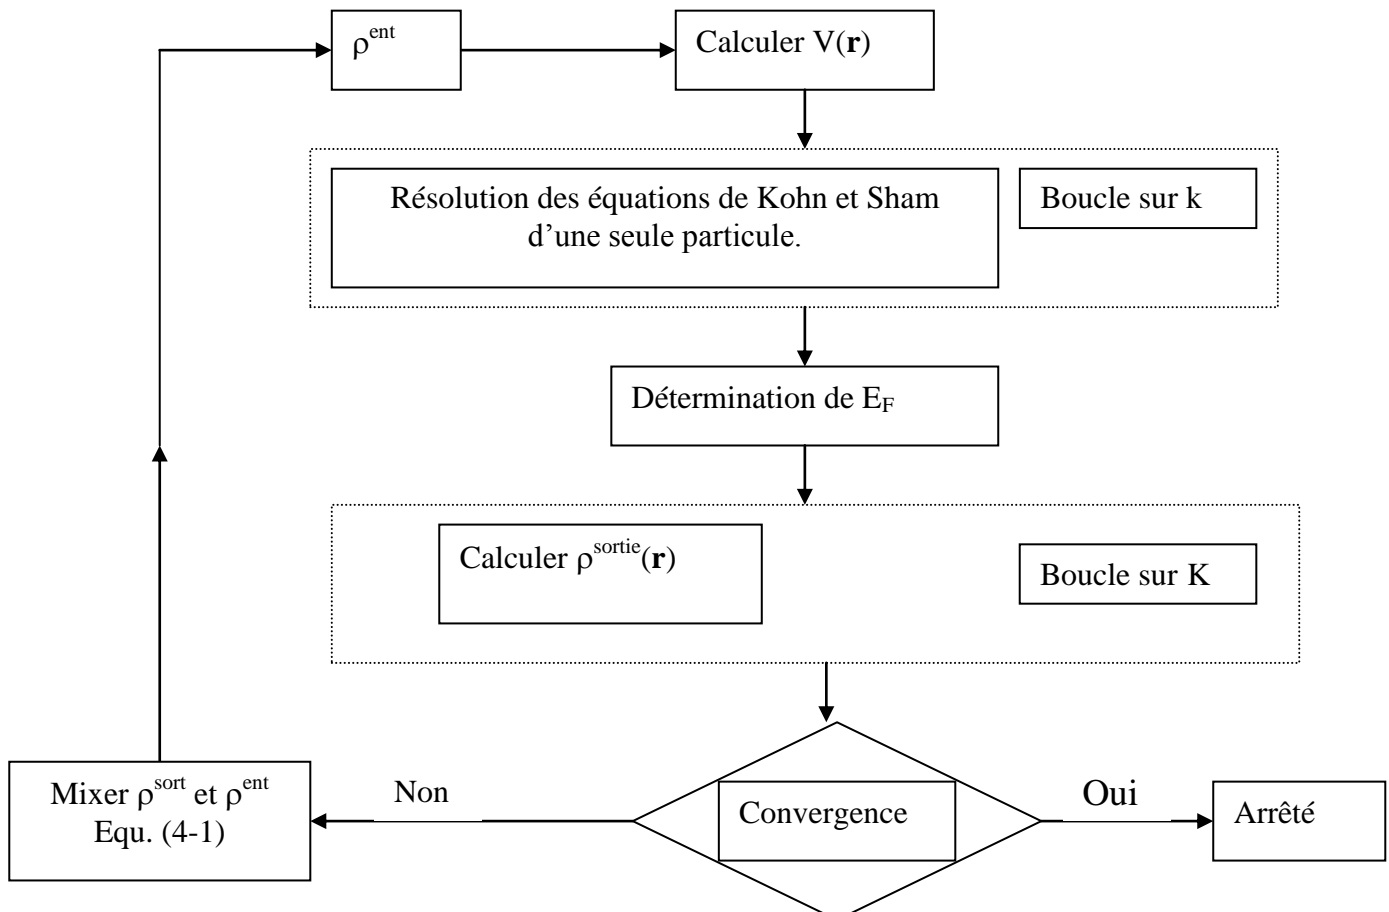 ρ^ent
Calculer V(r)
Résolution des équations de Kohn et Sham
d’une seule particule.
Boucle sur k
Détermination de E_F
Calculer ρ^sortie(r)
Boucle sur K
Mixer ρ^sort et ρ^ent
Equ. (4-1)
Non
Convergence
Oui
Arrêté